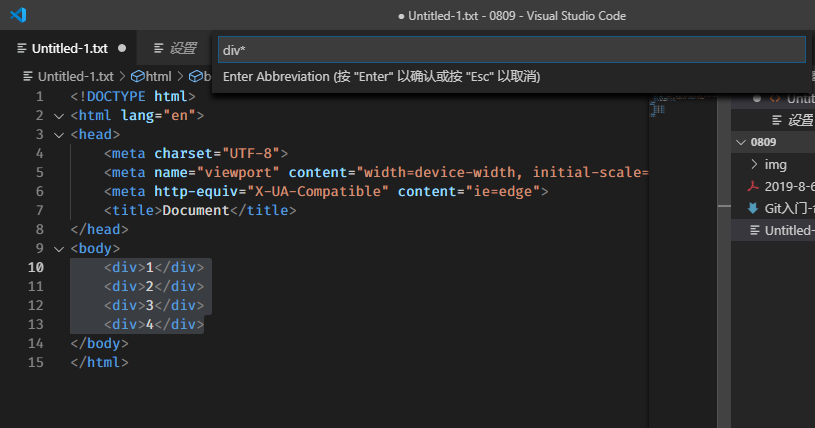 ● Untitled-1.txt - 0809 - Visual Studio Code
Untitled-1.txt ● 设置
div*
Enter Abbreviation (按 "Enter" 以确认或按 "Esc" 以取消)
Untitled-1.txt > html >
1 <!DOCTYPE html>
2 <html lang="en">
3 <head>
4 <meta charset="UTF-8">
5 <meta name="viewport" content="width=device-width, initial-scale=
6 <meta http-equiv="X-UA-Compatible" content="ie=edge">
7 <title>Document</title>
8 </head>
9 <body>
10 <div>1</div>
11 <div>2</div>
12 <div>3</div>
13 <div>4</div>
14 </body>
15 </html>
设置
0809
img
2019-8-6
Git入门-
Untitled-